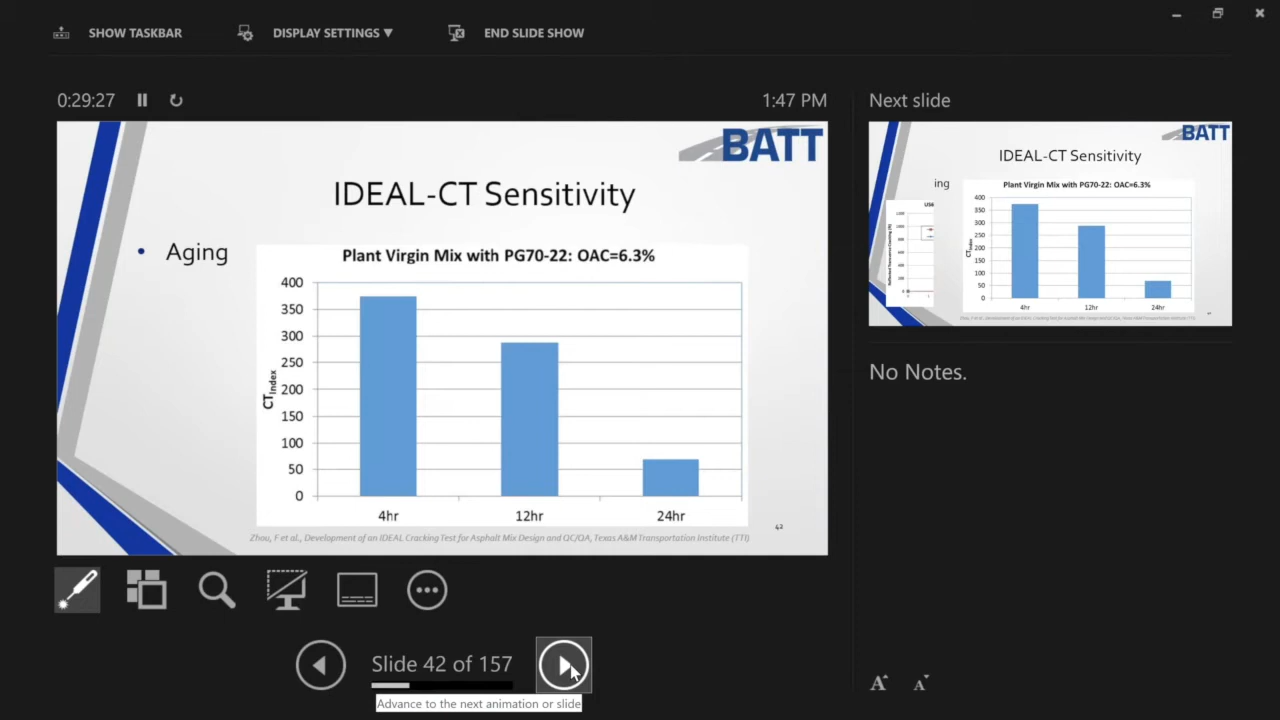 SHOW TASKBAR
DISPLAY SETTINGS ▼
END SLIDE SHOW
0:29:27
1:47 PM
BATT
IDEAL-CT Sensitivity
• Aging
Plant Virgin Mix with PG70-22: OAC=6.3%
400
350
300
250
200
150
100
50
0
CTIndex
4hr
12hr
24hr
42
Zhou, F et al., Development of an IDEAL Cracking Test for Asphalt Mix Design and QC/QA, Texas A&M Transportation Institute (TTI)
Next slide
BATT
IDEAL-CT Sensitivity
ing
Plant Virgin Mix with PG70-22: OAC=6.3%
400
350
300
250
200
150
100
50
0
CTIndex
4hr
12hr
24hr
No Notes.
Slide 42 of 157
Advance to the next animation or slide
A
A